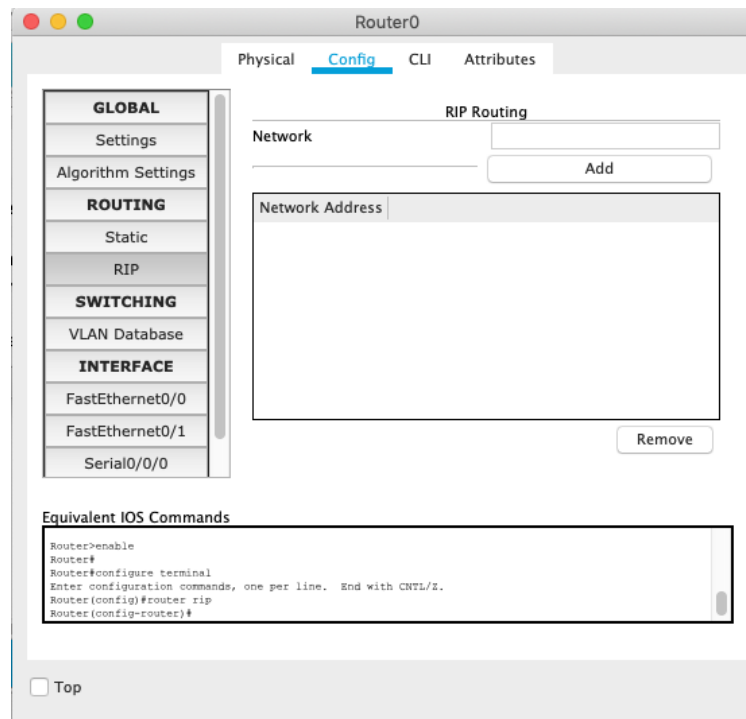 Router0
Physical Config CLI Attributes
GLOBAL
Settings
Algorithm Settings
ROUTING
Static
RIP
SWITCHING
VLAN Database
INTERFACE
FastEthernet0/0
FastEthernet0/1
Serial0/0/0
RIP Routing
Network
Add
Network Address
Remove
Equivalent IOS Commands
Router>enable
Router#
Router#configure terminal
Enter configuration commands, one per line. End with CNTL/Z.
Router(config)#router rip
Router(config-router)#
Top